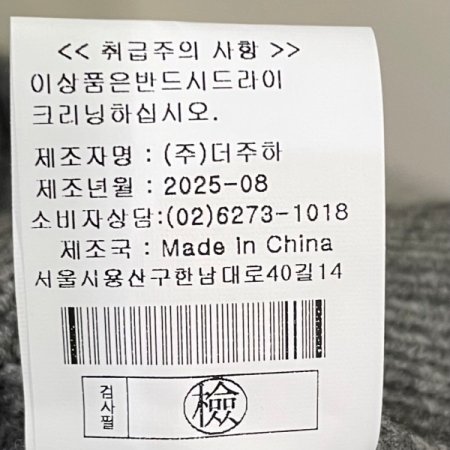 << 취급주의 사항 >>
이상품은반드시드라이
크리닝하십시오.
제조자명 : (주)더주하
제조년월 : 2025-08
소비자상담:(02)6273-1018
제조국 : Made In China
서울시용산구한남대로40길14
검사필 檢